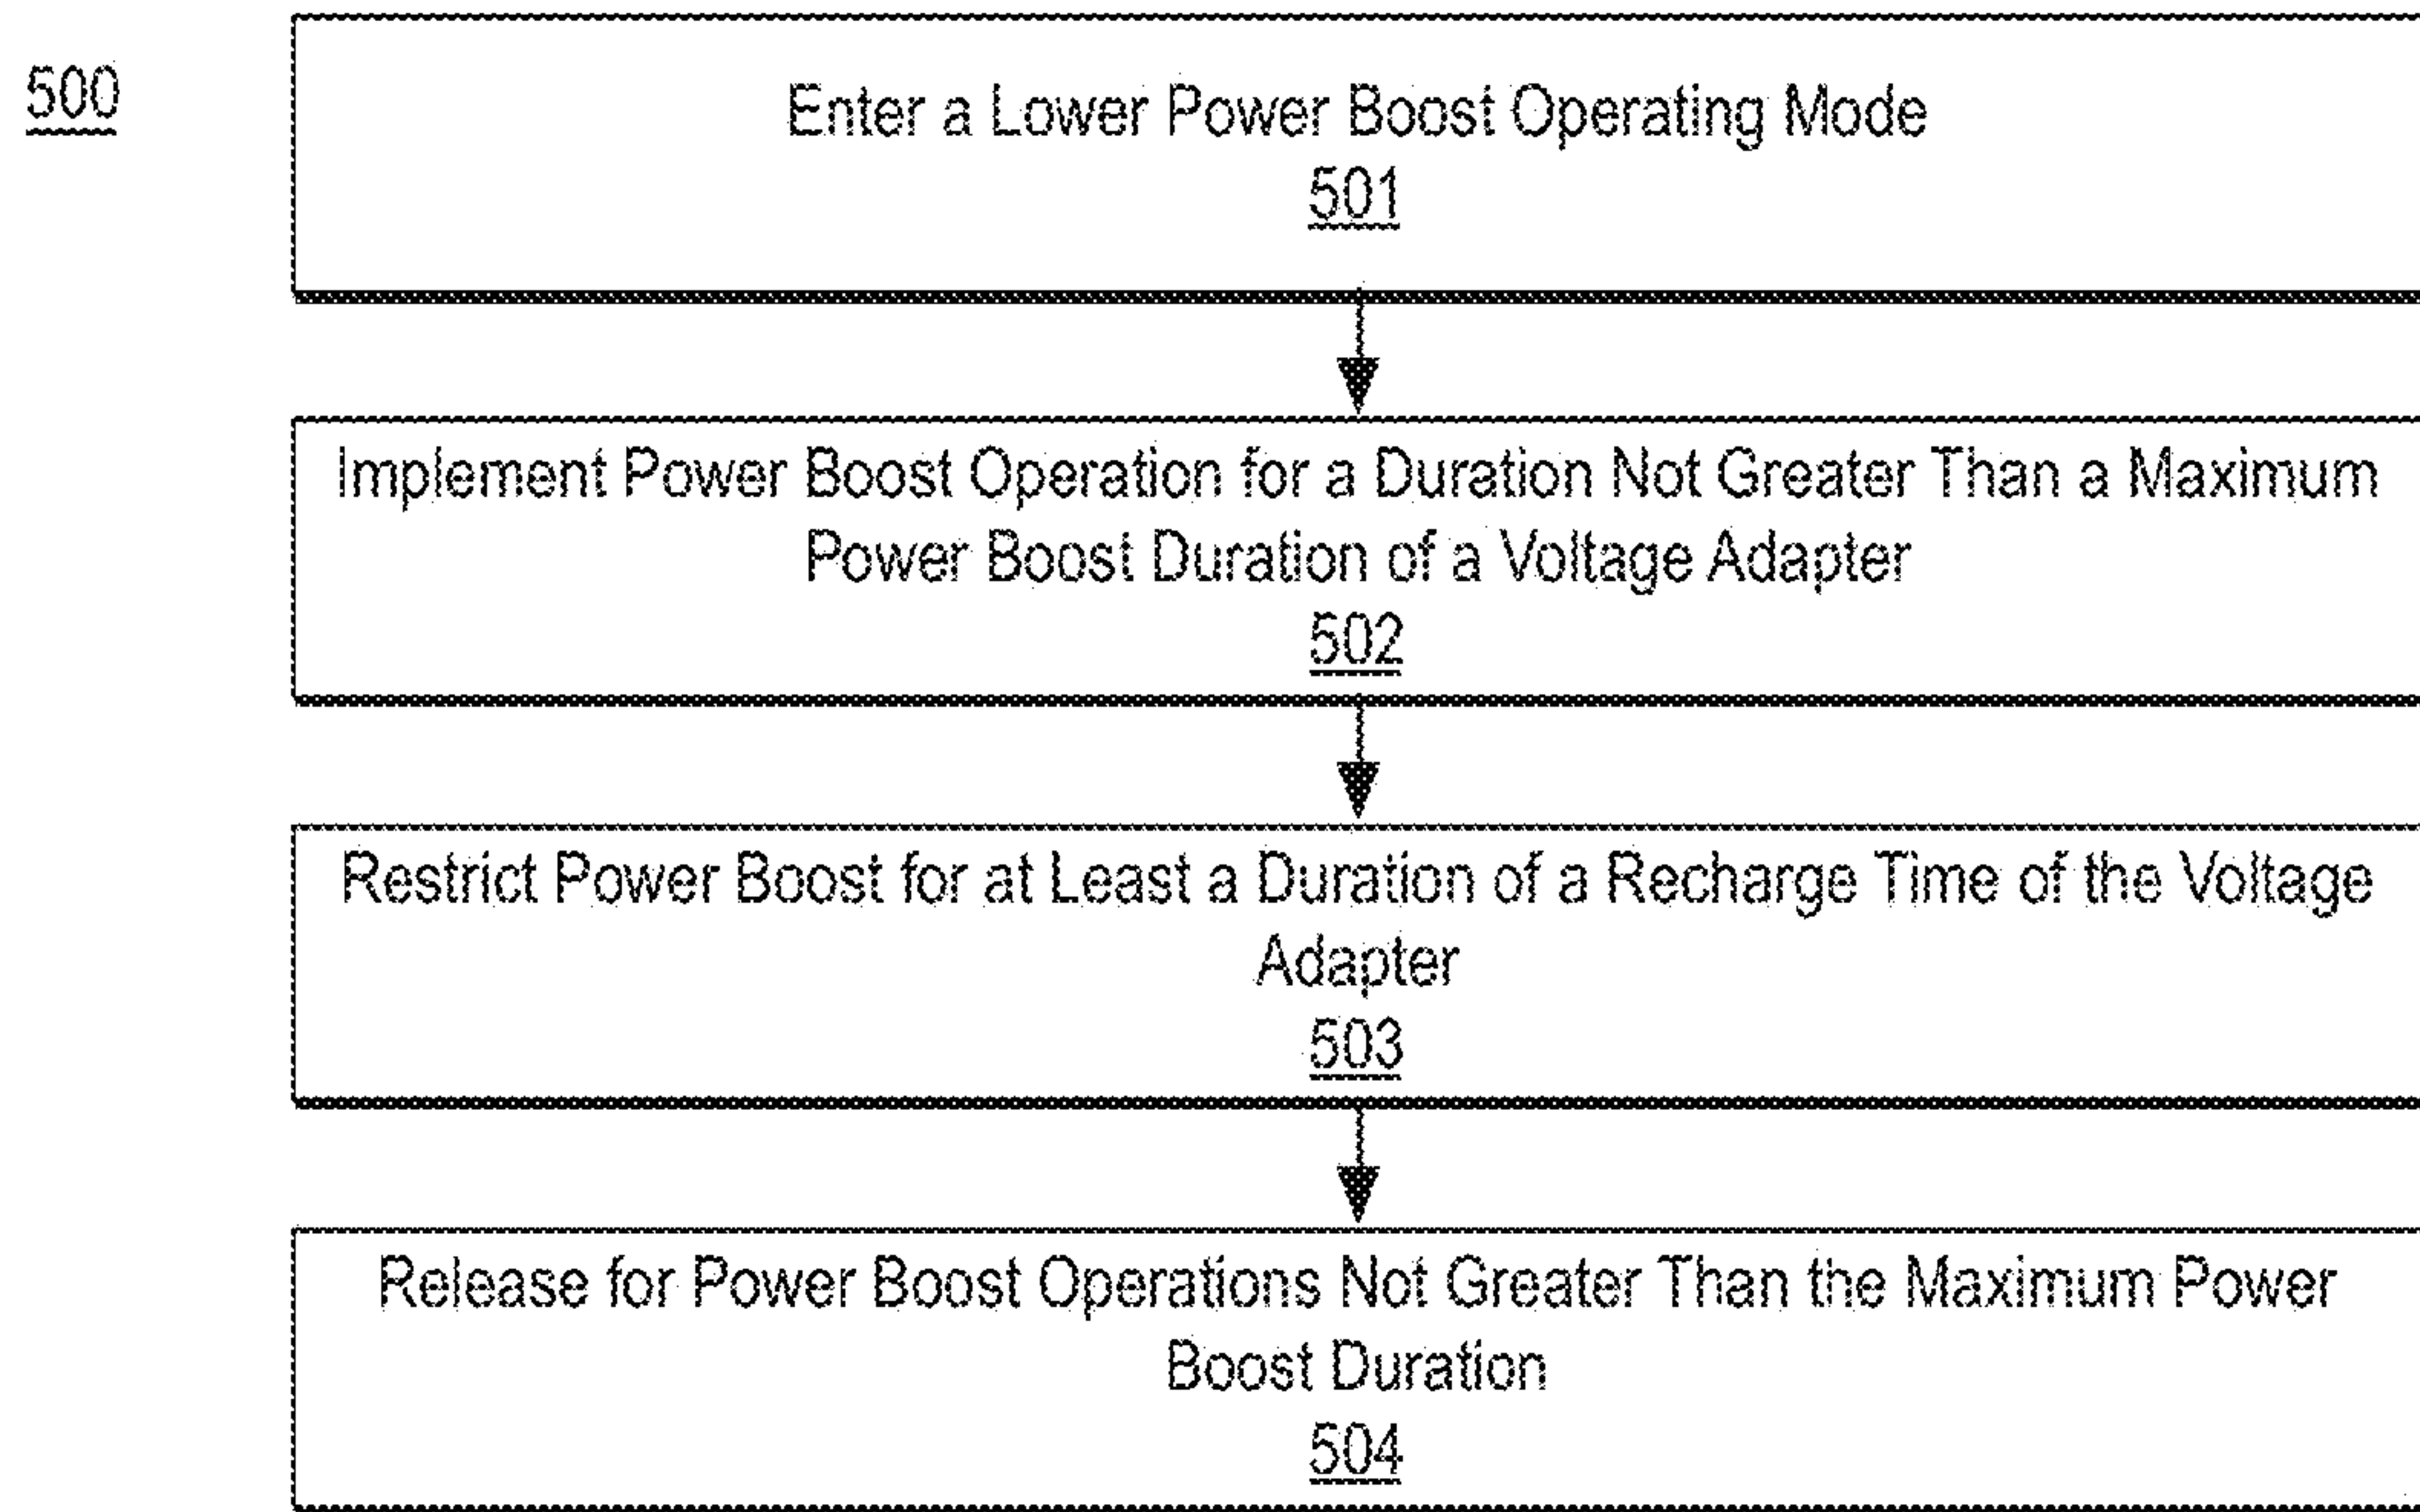 500
Enter a Lower Power Boost Operating Mode
501
Implement Power Boost Operation for a Duration Not Greater Than a Maximum
Power Boost Duration of a Voltage Adapter
502
Restrict Power Boost for at Least a Duration of a Recharge Time of the Voltage
Adapter
503
Release for Power Boost Operations Not Greater Than the Maximum Power
Boost Duration
504